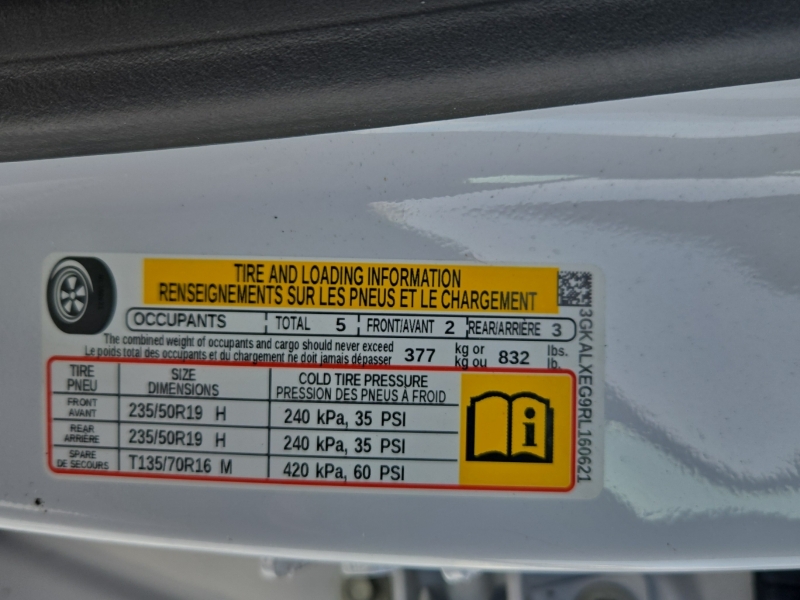 TIRE AND LOADING INFORMATION
RENSEIGNEMENTS SUR LES PNEUS ET LE CHARGEMENT
OCCUPANTS TOTAL 5 FRONT/AVANT 2 REAR/ARRIÈRE 3
The combined weight of occupants and cargo should never exceed 377 kg or 832 lbs.
Le poids total des occupants et du chargement ne doit jamais dépasser kg ou lb.
TIRE PNEU SIZE DIMENSIONS COLD TIRE PRESSURE PRESSION DES PNEUS À FROID
FRONT AVANT 235/50R19 H 240 kPa, 35 PSI
REAR ARRIÈRE 235/50R19 H 240 kPa, 35 PSI
SPARE DE SECOURS T135/70R16 M 420 kPa, 60 PSI
i
3GKALXEG9RL160621